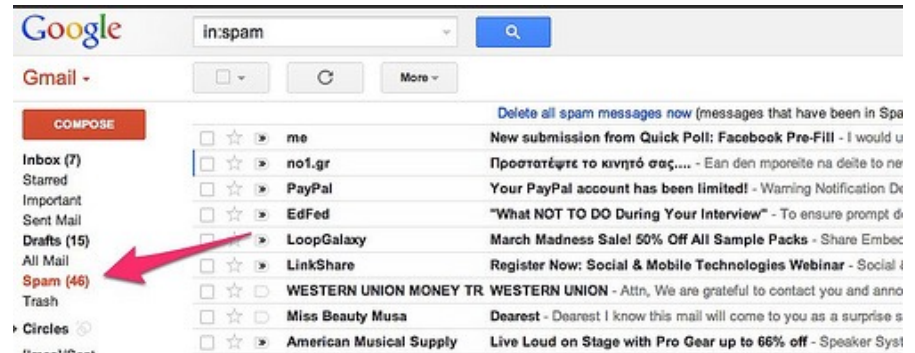 Google
in:spam
Gmail
More
Delete all spam messages now (messages that have been in Spa
COMPOSE
Inbox (7)
Starred
Important
Sent Mail
Drafts (15)
All Mail
Spam (46)
Trash
Circles
me New submission from Quick Poll: Facebook Pre-Fill - I would u
no1.gr Προστατέψτε το κινητό σας.... - Ean den mporeite na deite to ne
PayPal Your PayPal account has been limited! - Warning Notification De
EdFed "What NOT TO DO During Your Interview" - To ensure prompt de
LoopGalaxy March Madness Sale! 50% Off All Sample Packs - Share Embed
LinkShare Register Now: Social & Mobile Technologies Webinar - Social &
WESTERN UNION MONEY TR WESTERN UNION - Attn, We are grateful to contact you and anno
Miss Beauty Musa Dearest - Dearest I know this mail will come to you as a surprise s
American Musical Supply Live Loud on Stage with Pro Gear up to 66% off - Speaker Syst